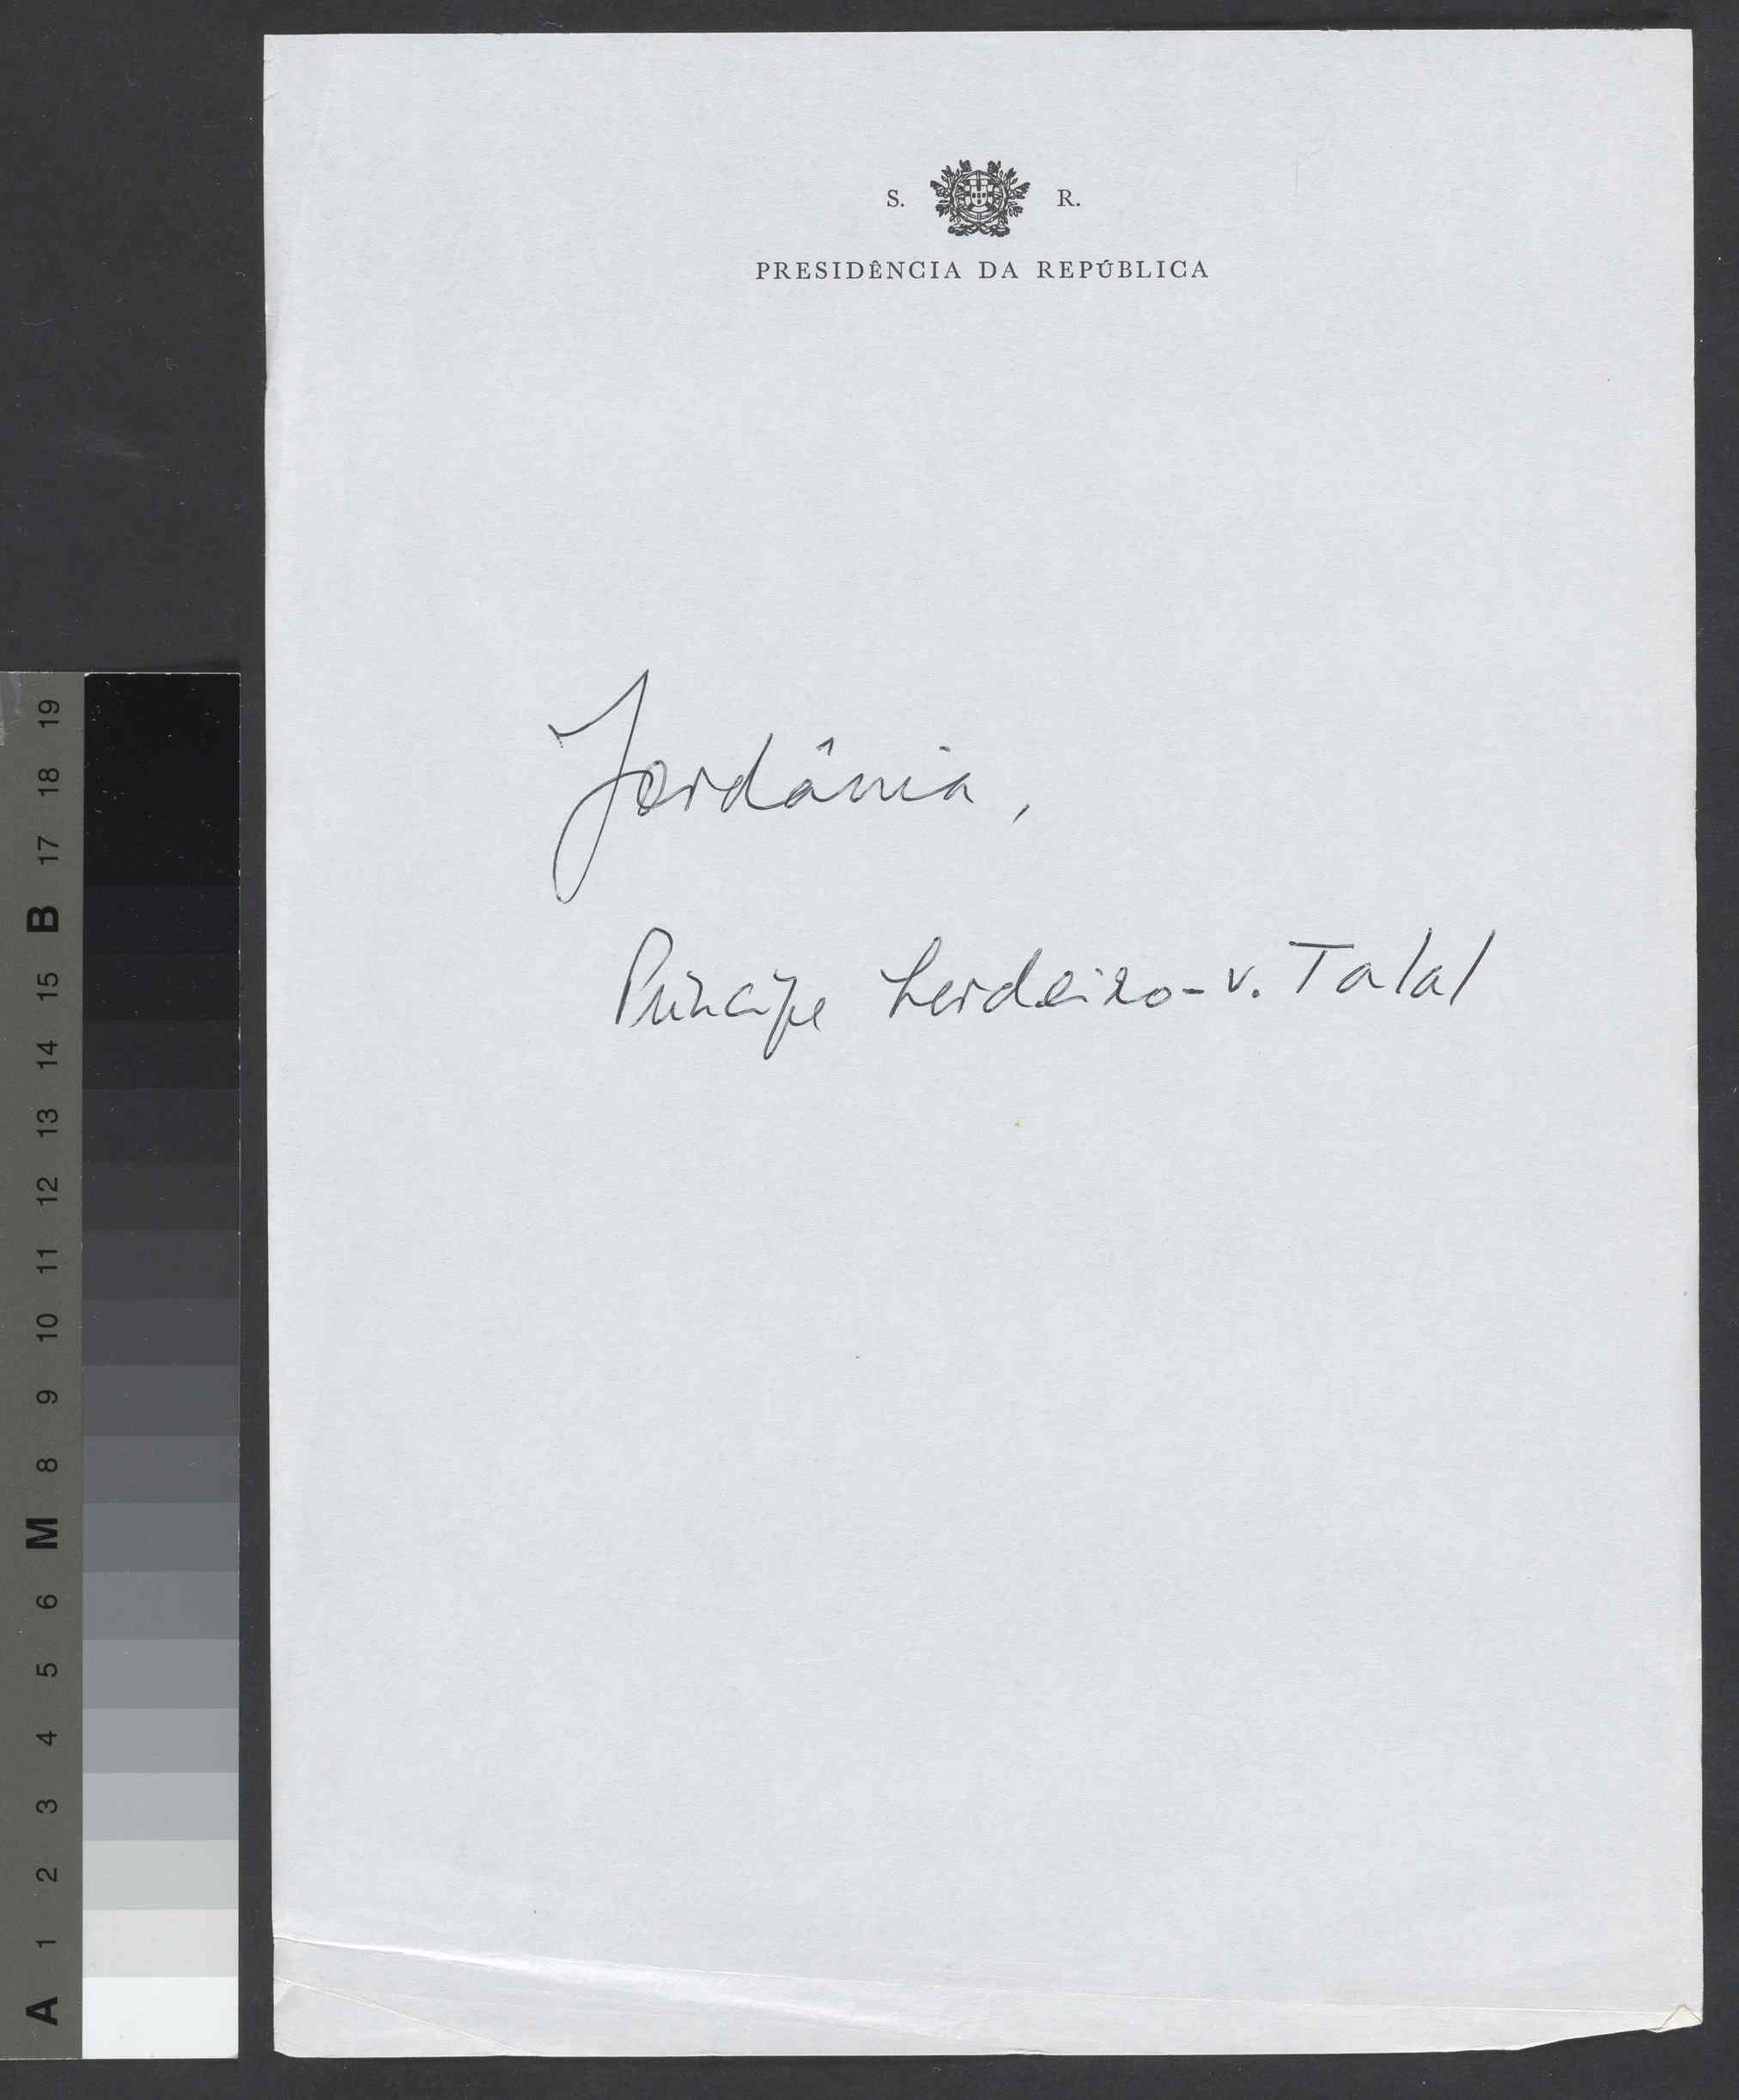 S. R.
PRESIDÊNCIA DA REPÚBLICA
Jordânia,
Príncipe herdeiro - v. Talal
19
18
17
B
15
14
13
12
11
10
9
8
M
6
5
4
3
2
1
A